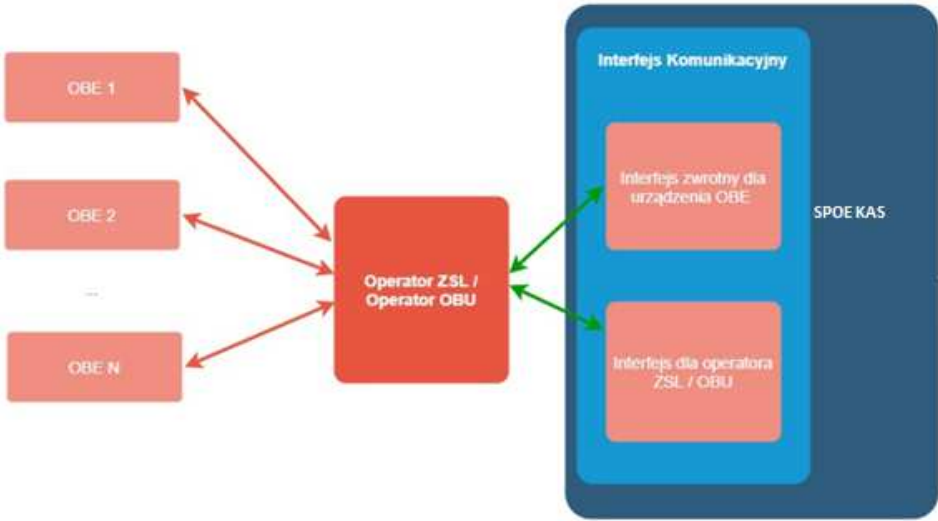 OBE 1
OBE 2
...
OBE N
Operator ZSL /
Operator OBU
Interfejs Komunikacyjny
Interfejs zwrotny dla
urządzenia OBE
Interfejs dla operatora
ZSL / OBU
SPOE KAS